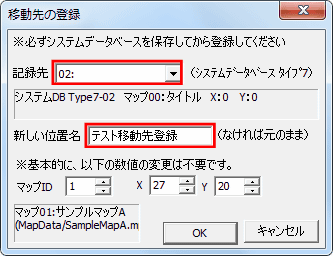 移動先の登録
※必ずシステムデータベースを保存してから登録してください
記録先 02: (システムデータベース タイプ7)
システムDB Type7-02 マップ00:タイトル X:0 Y:0
新しい位置名 テスト移動先登録 (なければ元のまま)
※基本的に、以下の数値の変更は不要です。
マップID 1 X 27 Y 20
マップ01:サンプルマップA
(MapData/SampleMapA.m
OK キャンセル